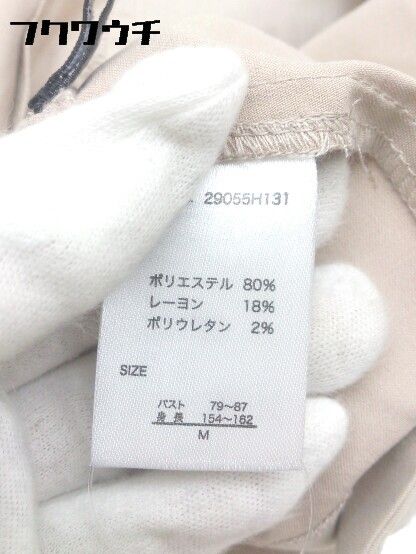 フクワウチ
29055H131
ポリエステル 80%
レーヨン 18%
ポリウレタン 2%
SIZE
バスト 79~87
身長 154~162
M